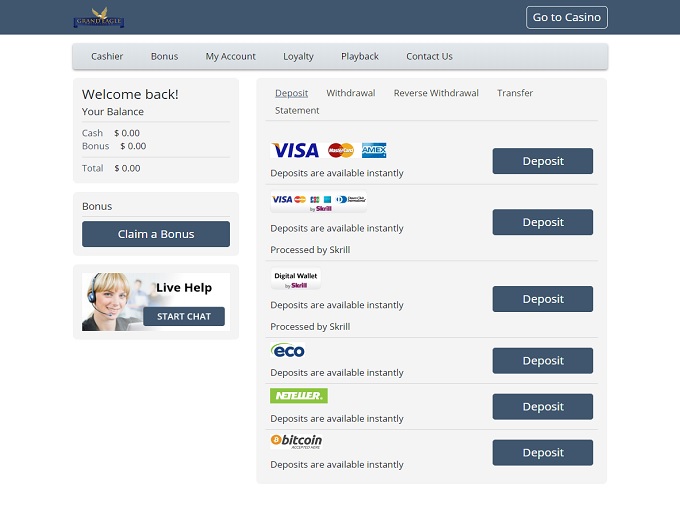 GRAND EAGLE
Go to Casino
Cashier Bonus My Account Loyalty Playback Contact Us
Welcome back!
Your Balance
Cash $ 0.00
Bonus $ 0.00
Total $ 0.00
Bonus
Claim a Bonus
Live Help
START CHAT
Deposit Withdrawal Reverse Withdrawal Transfer
Statement
VISA MasterCard AMEX
Deposits are available instantly
Deposit
VISA
by Skrill
Deposits are available instantly
Processed by Skrill
Deposit
Digital Wallet
by Skrill
Deposits are available instantly
Processed by Skrill
Deposit
eco
Deposits are available instantly
Deposit
NETELLER.
Deposits are available instantly
Deposit
bitcoin
ACCEPTED HERE
Deposits are available instantly
Deposit